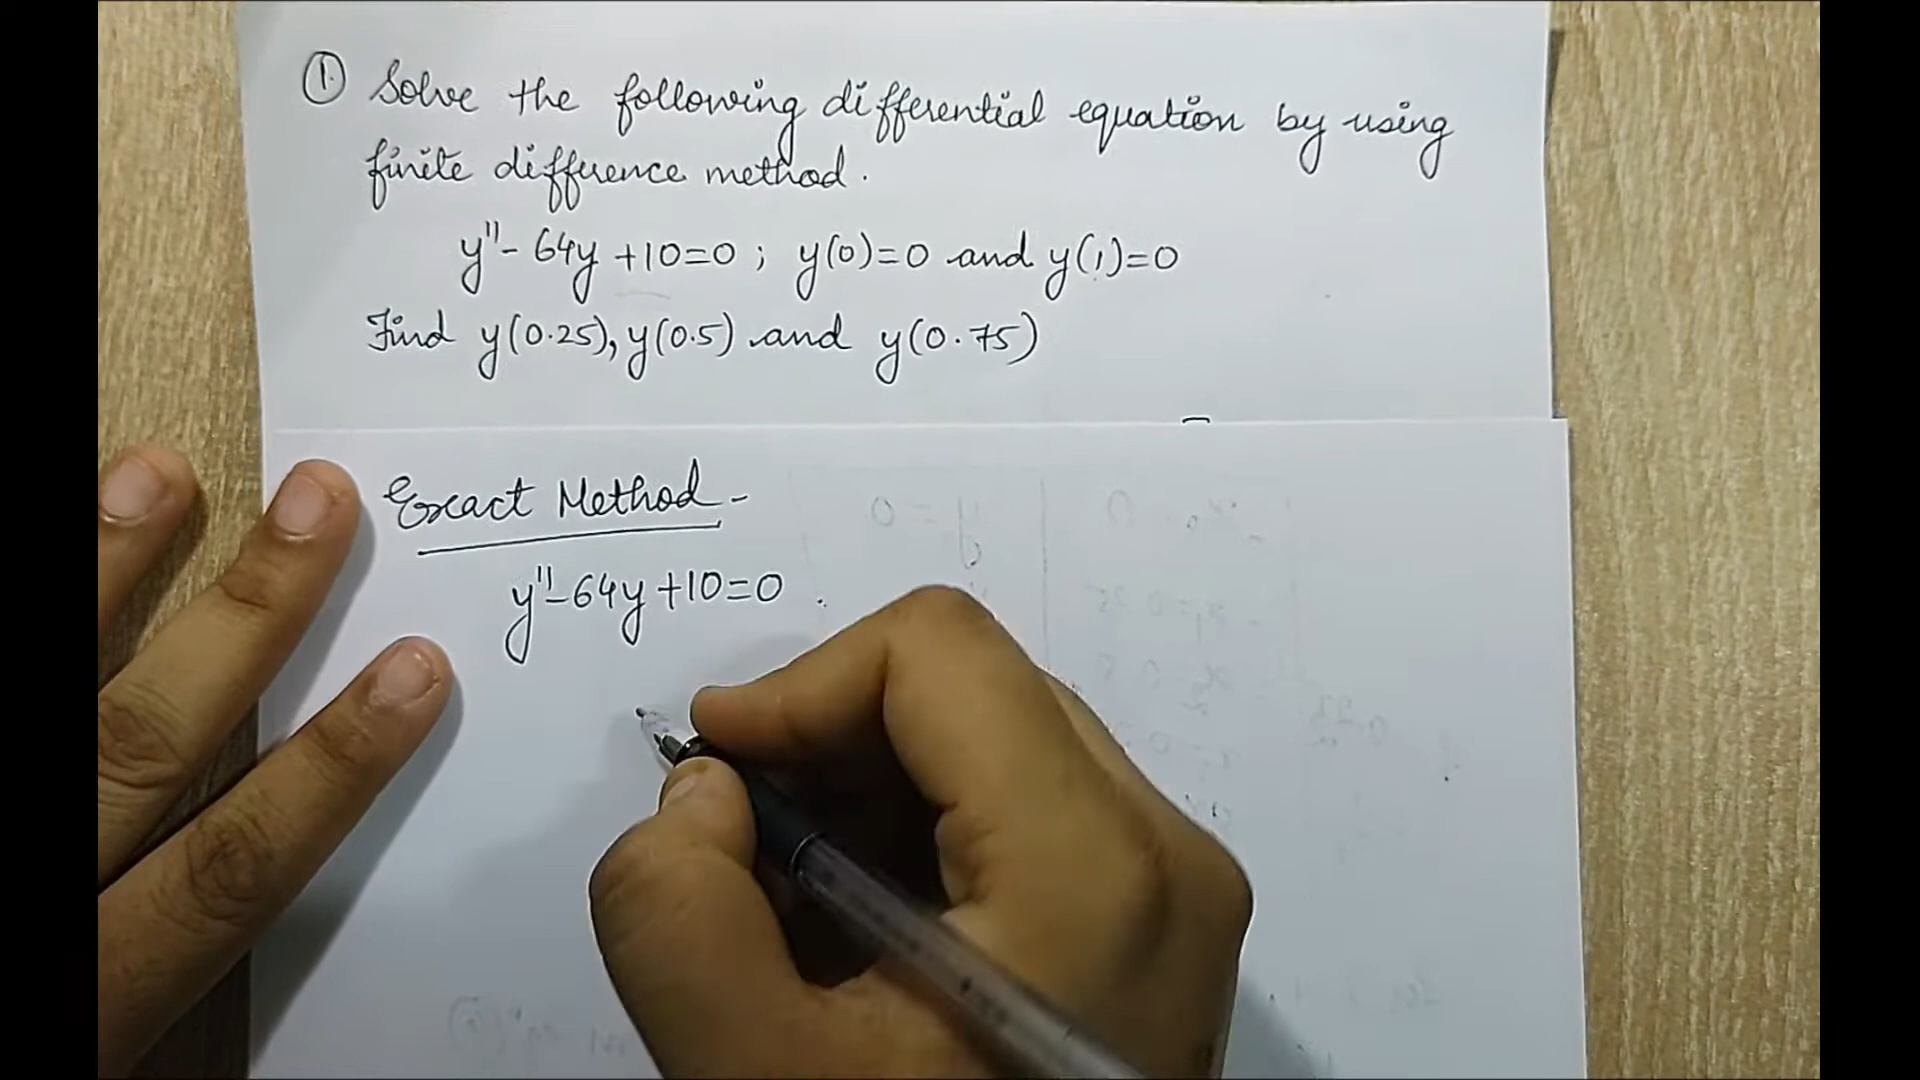 ① Solve the following differential equation by using
finite difference method.
y"- 64y +10=0 ; y(0)=0 and y(1)=0
Find y(0.25), y(0.5) and y(0.75)
Exact Method -
y"-64y+10=0